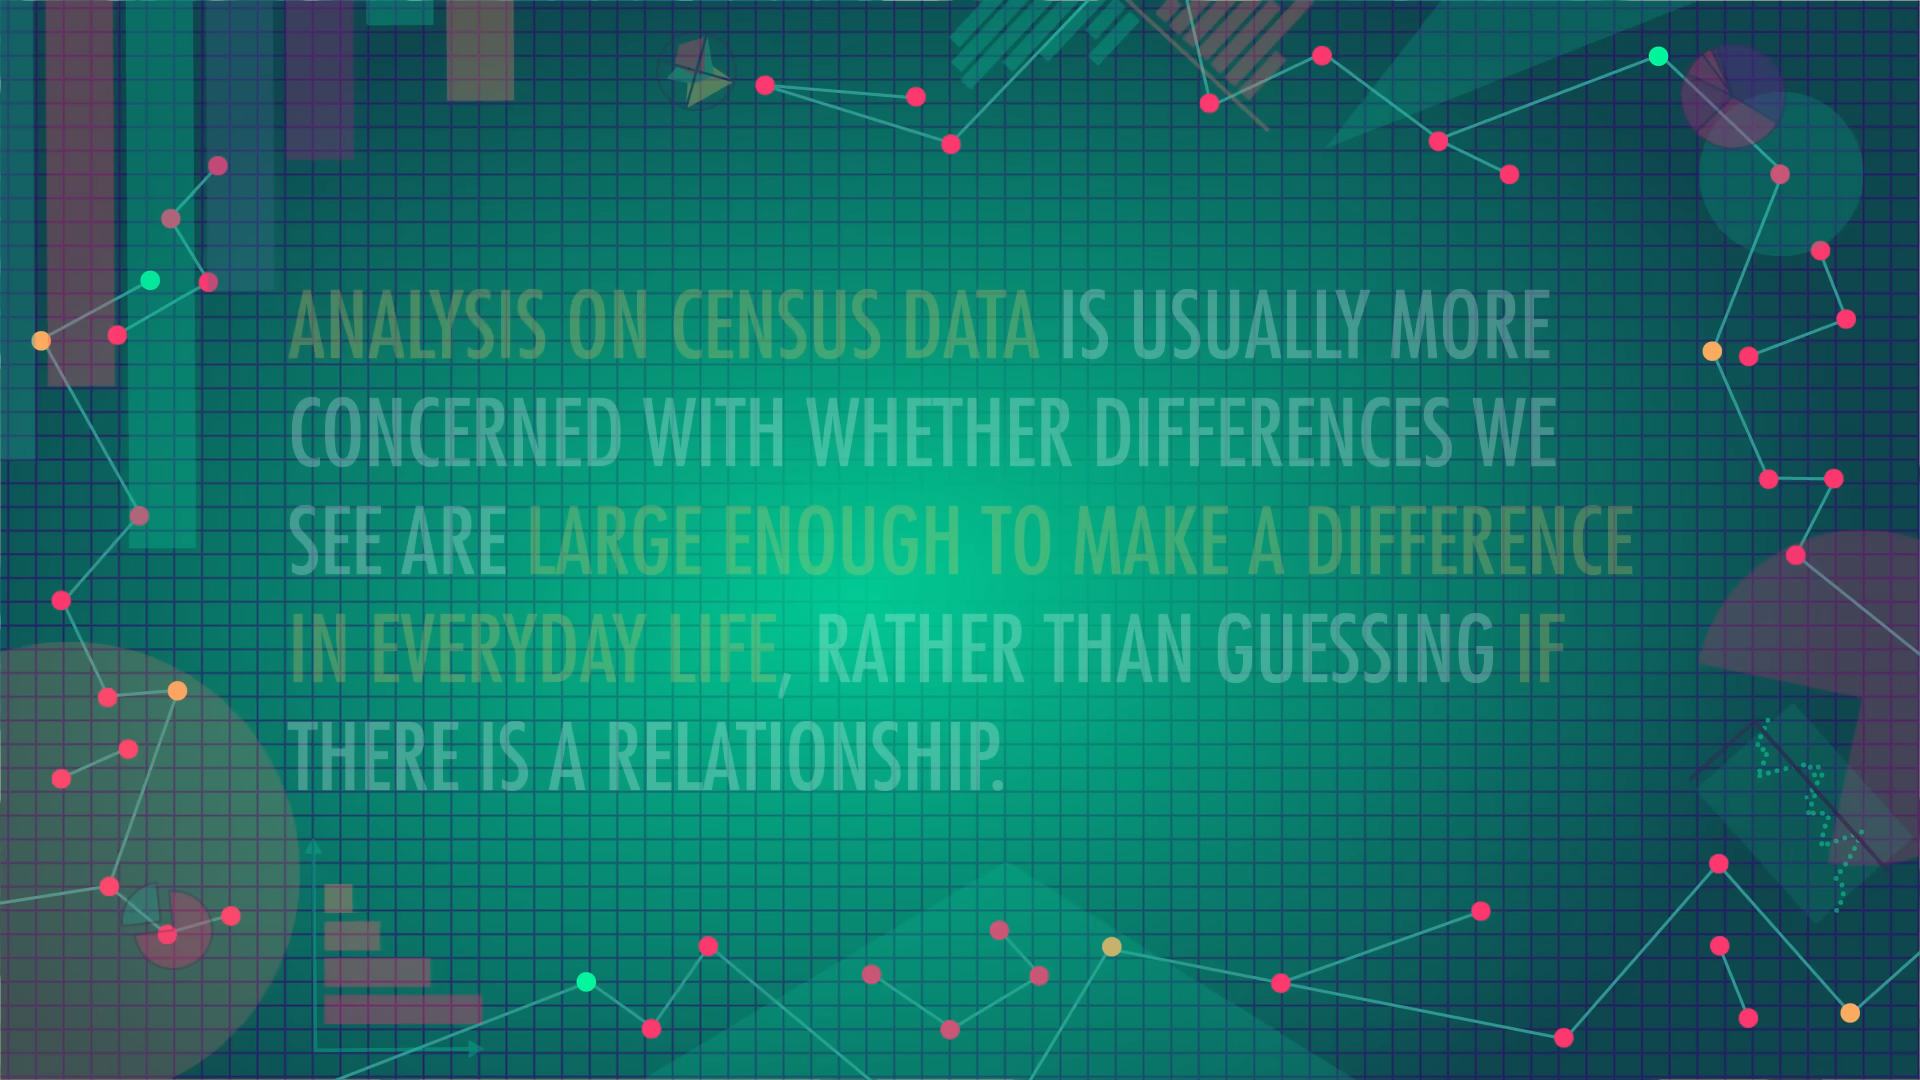 ANALYSIS ON CENSUS DATA IS USUALLY MORE
CONCERNED WITH WHETHER DIFFERENCES WE
SEE ARE LARGE ENOUGH TO MAKE A DIFFERENCE
IN EVERYDAY LIFE, RATHER THAN GUESSING IF
THERE IS A RELATIONSHIP.